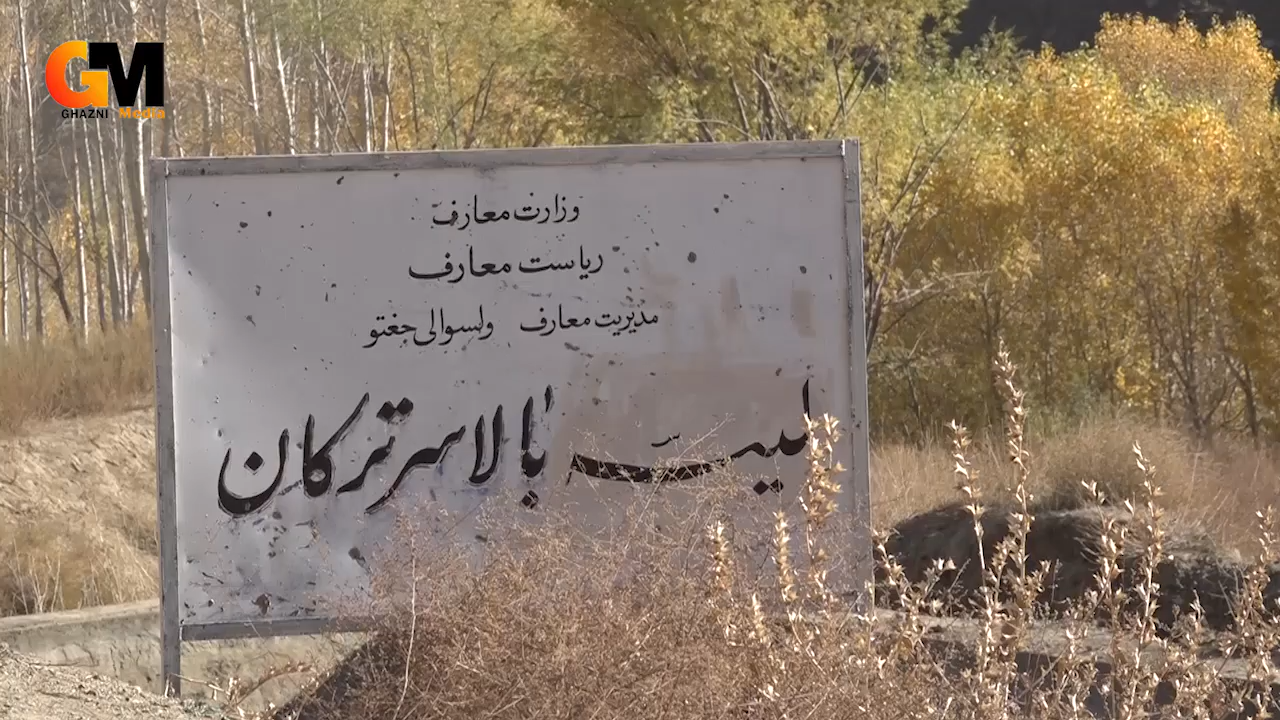 GM
GHAZNI Media
وزارت معارف
ریاست معارف
مدیریت معارف ولسوالی جغتو
لیسه بالاسرترکان